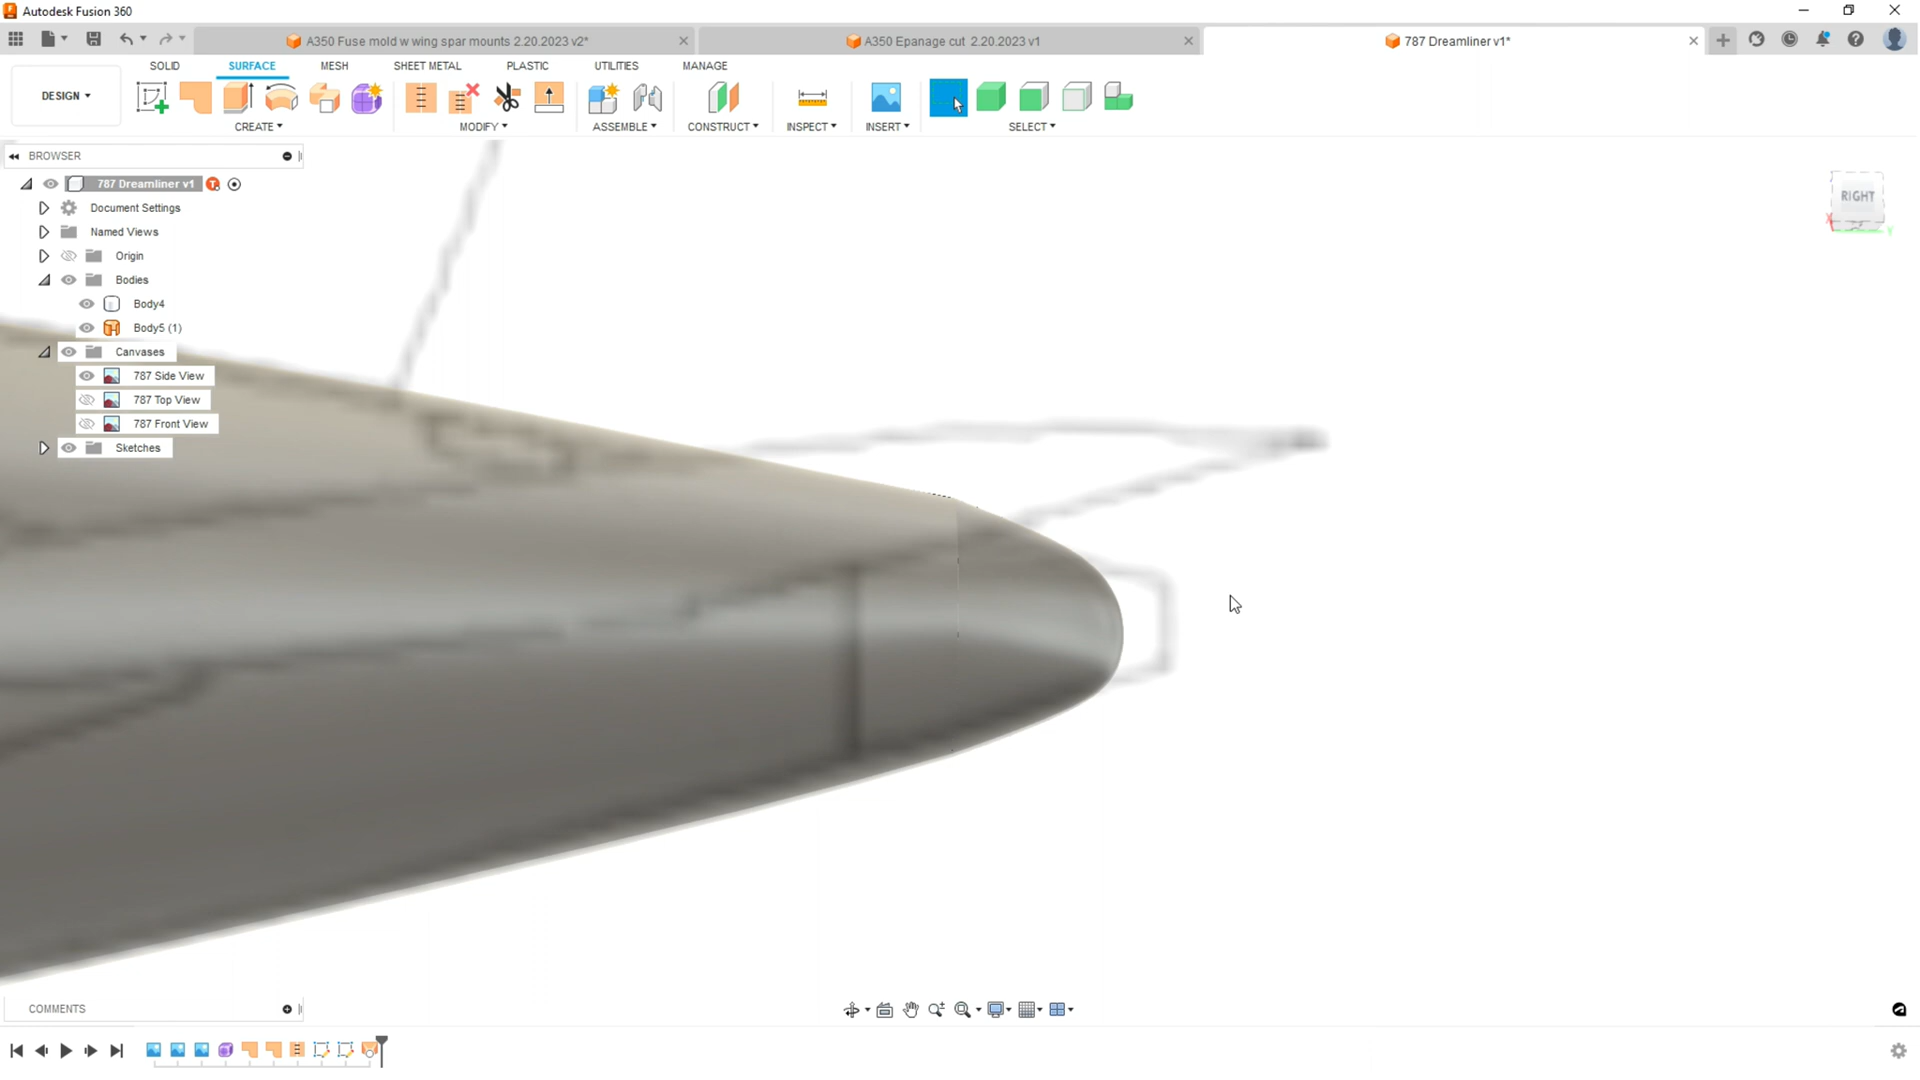 Autodesk Fusion 360
A350 Fuse mold w wing spar mounts 2.20.2023 v2*
A350 Epanage cut 2.20.2023 v1
787 Dreamliner v1*
DESIGN
SOLID
SURFACE
MESH
SHEET METAL
PLASTIC
UTILITIES
MANAGE
CREATE
MODIFY
ASSEMBLE
CONSTRUCT
INSPECT
INSERT
SELECT
BROWSER
787 Dreamliner v1
Document Settings
Named Views
Origin
Bodies
Body4
Body5 (1)
Canvases
787 Side View
787 Top View
787 Front View
Sketches
RIGHT
X
Y
COMMENTS